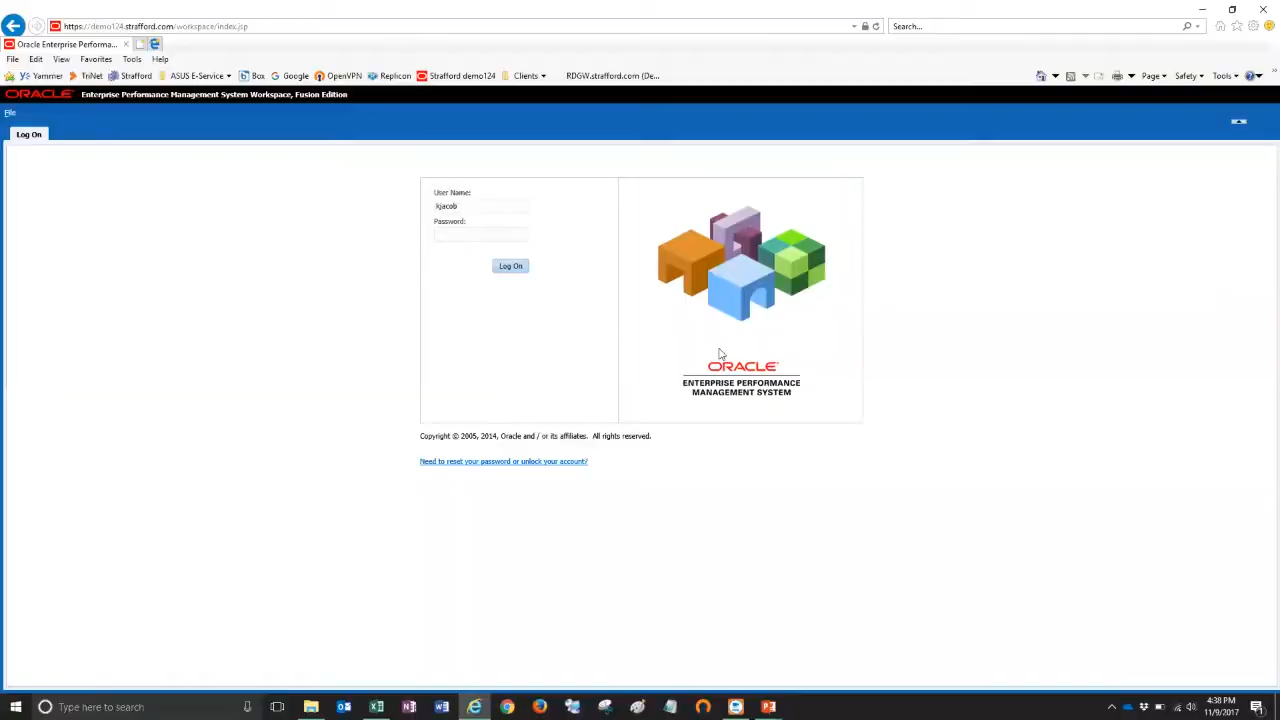 https://demo124.strafford.com/workspace/index.jsp
Search...
Oracle Enterprise Performa...
File Edit View Favorites Tools Help
Yammer TriNet Strafford ASUS E-Service Box Google OpenVPN Replicon Strafford demo124 Clients RDGW.strafford.com (De...
Page Safety Tools
ORACLE Enterprise Performance Management System Workspace, Fusion Edition
File
Log On
User Name:
kjacob
Password:
Log On
ORACLE
ENTERPRISE PERFORMANCE
MANAGEMENT SYSTEM
Copyright © 2005, 2014, Oracle and / or its affiliates. All rights reserved.
Need to reset your password or unlock your account?
Type here to search
4:38 PM
11/9/2017